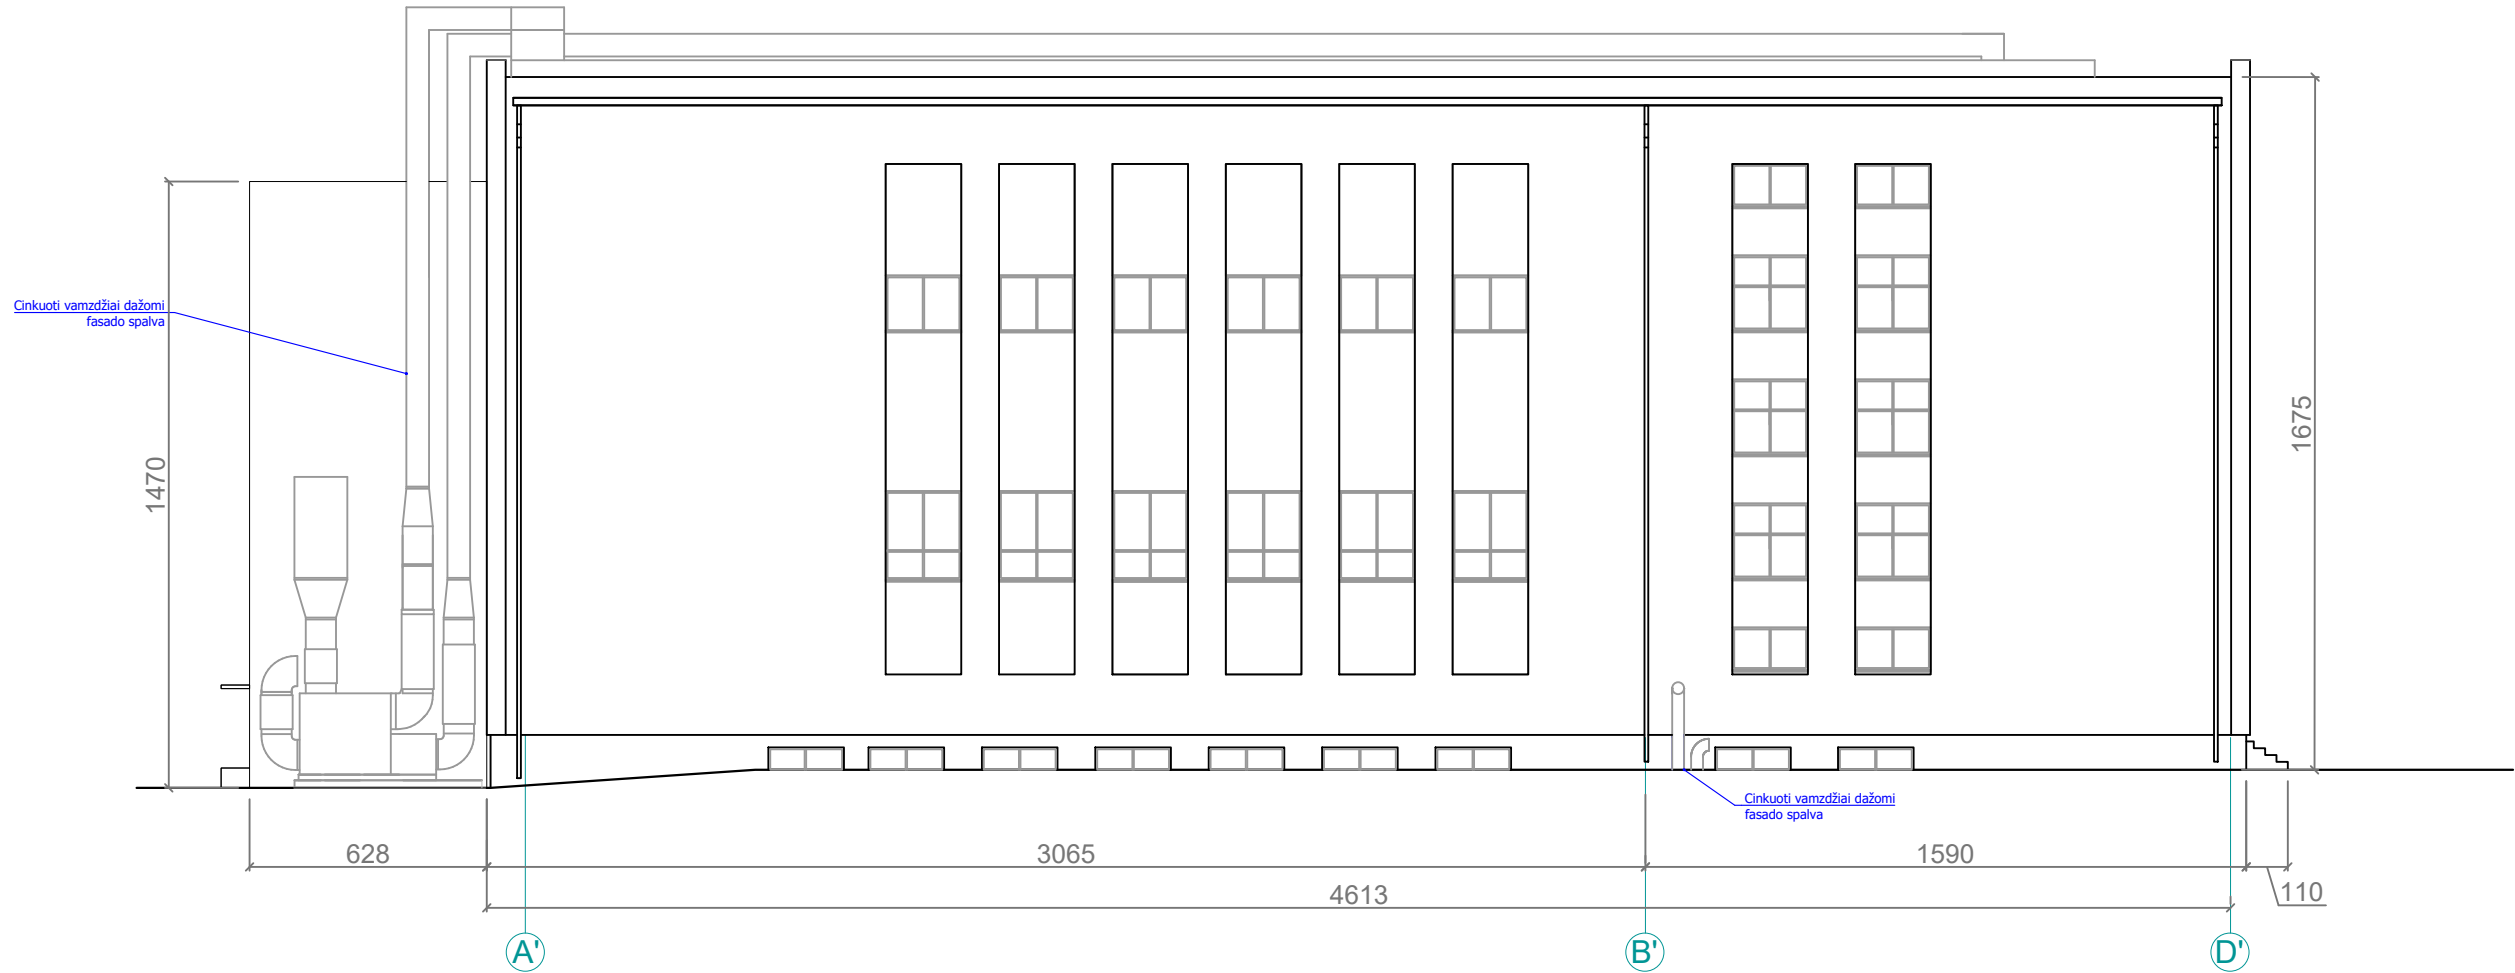 Cinkuoti vamzdžiai dažomi
fasado spalva
1470
1675
Cinkuoti vamzdžiai dažomi
fasado spalva
628
3065
1590
110
4613
A'
B'
D'